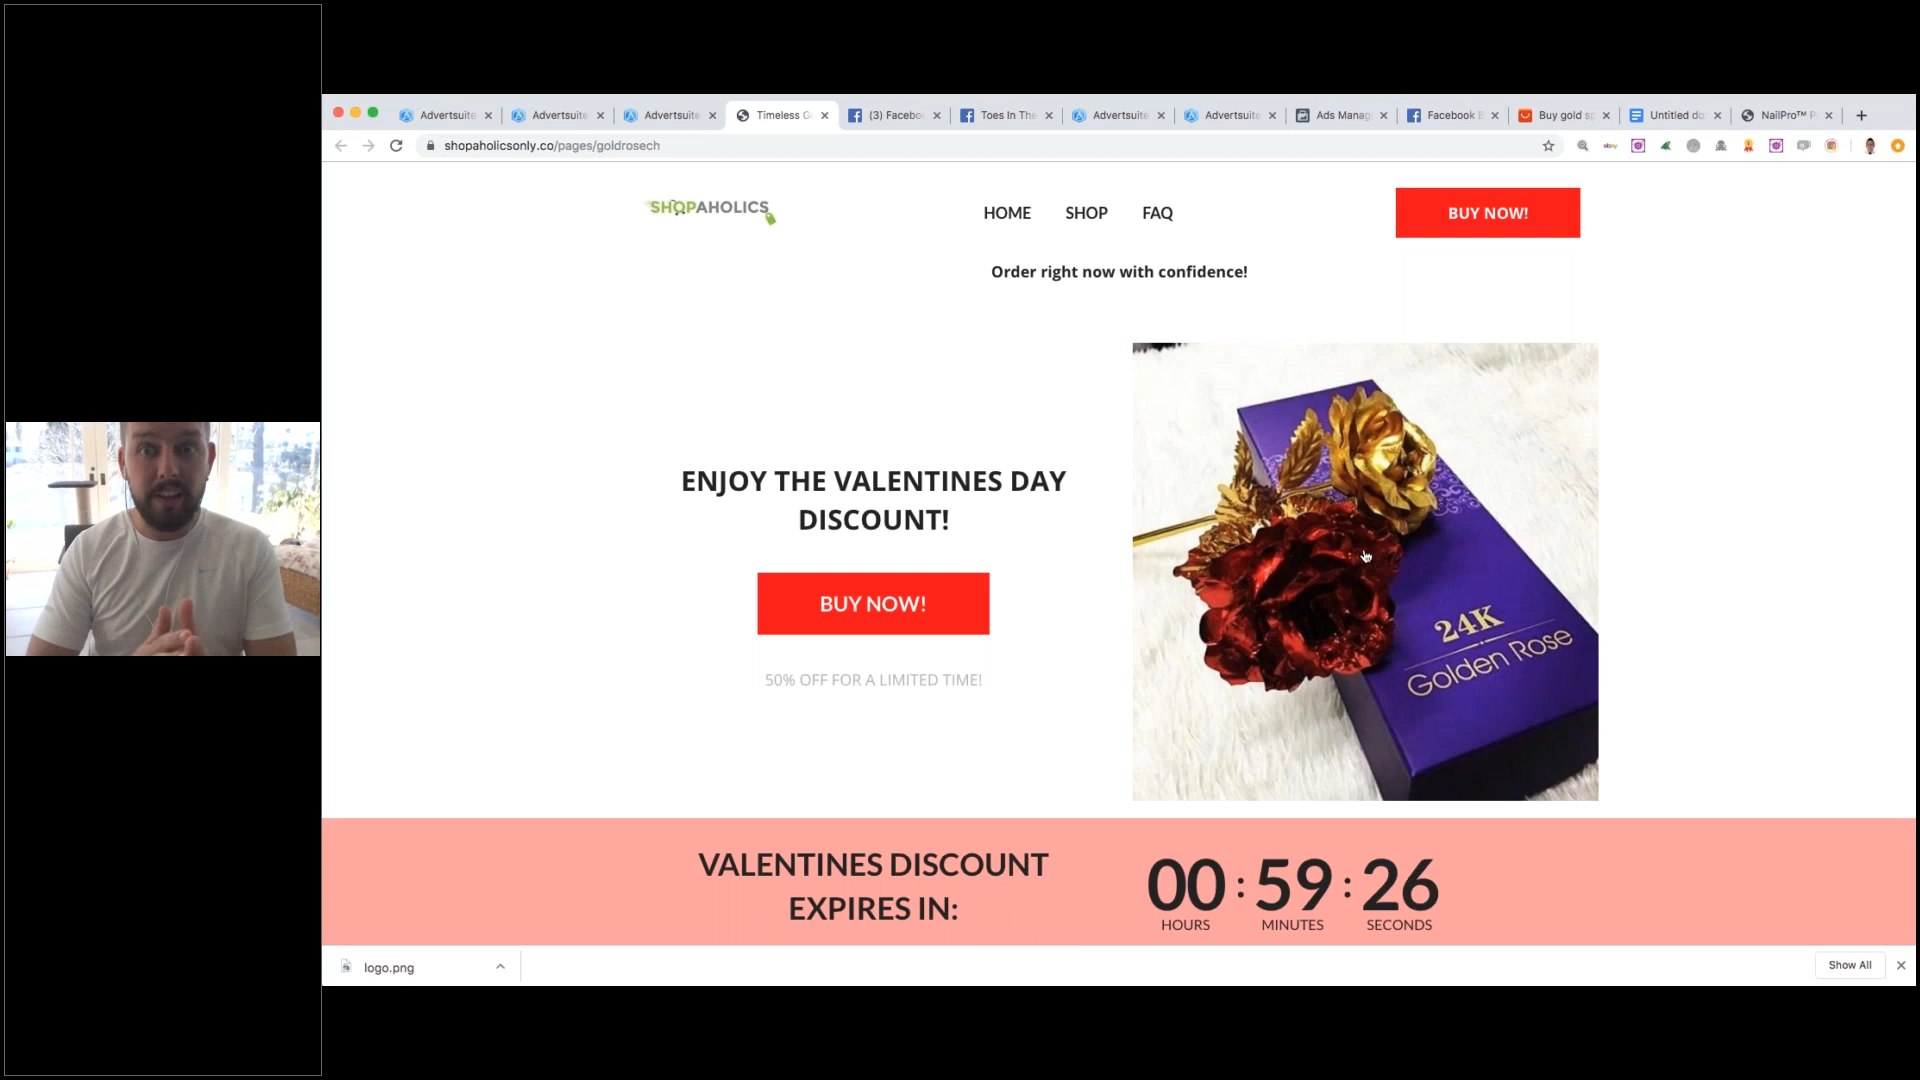 Advertsuite
Advertsuite
Advertsuite
Timeless G
(3) Facebo
Toes In The
Advertsuite
Advertsuite
Ads Manag
Facebook
Buy gold sp
Untitled do
NailPro™
shopaholicsonly.co/pages/goldrosech
ebay
SHOPAHOLICS
HOME
SHOP
FAQ
BUY NOW!
Order right now with confidence!
ENJOY THE VALENTINES DAY
DISCOUNT!
BUY NOW!
50% OFF FOR A LIMITED TIME!
24K
Golden Rose
VALENTINES DISCOUNT
EXPIRES IN:
00 : 59 : 26
HOURS MINUTES SECONDS
logo.png
Show All